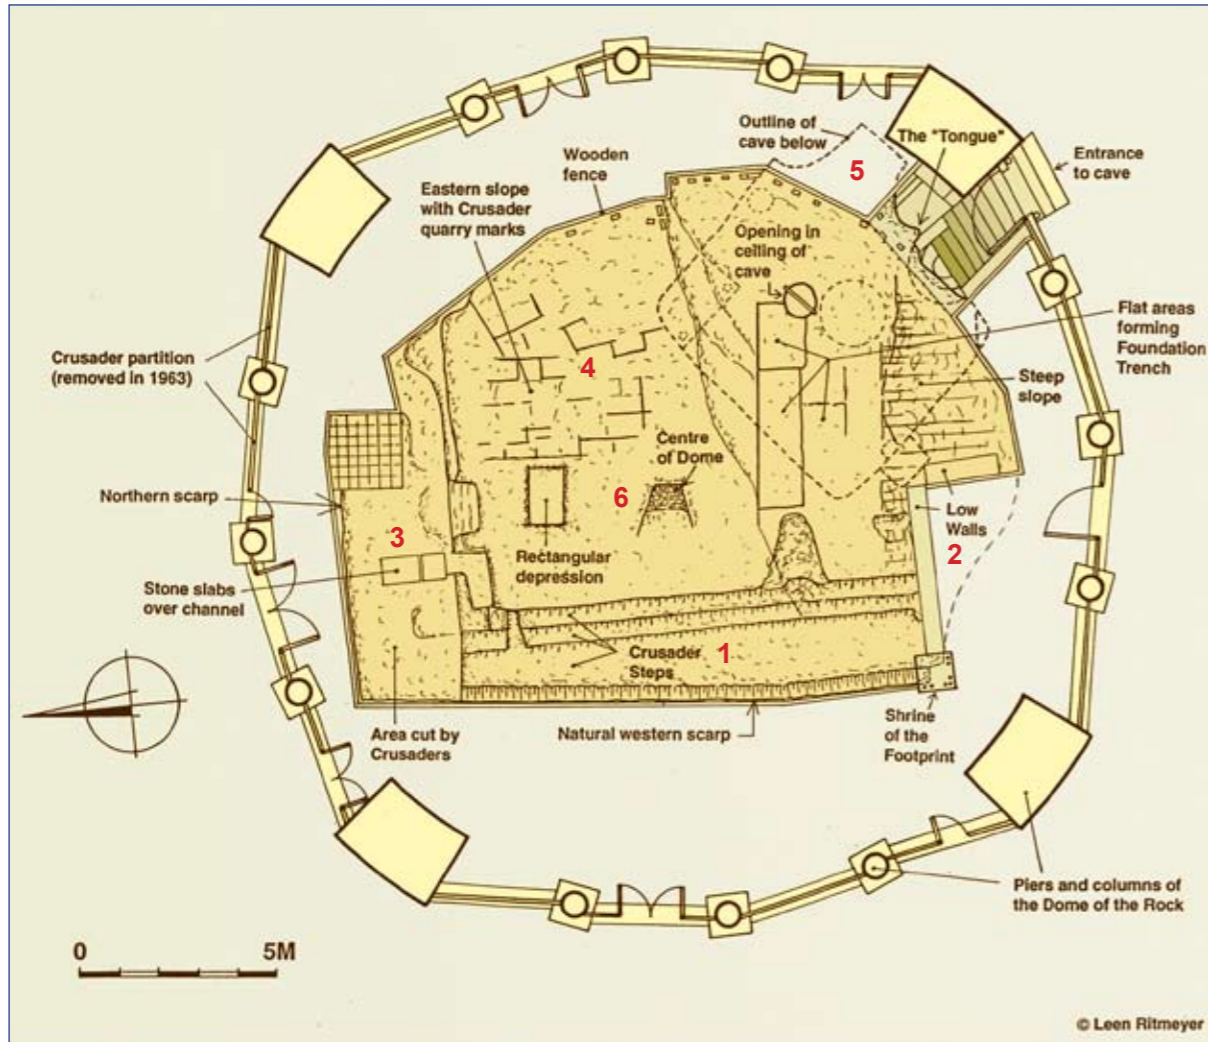 Outline of
cave below
5
The "Tongue"
Entrance
to cave
Wooden
fence
Eastern slope
with Crusader
quarry marks
Opening in
ceiling of
cave
Flat areas
forming
Foundation
Trench
Crusader partition
(removed in 1963)
4
Steep
slope
Centre
of Dome
Northern scarp
6
Low
Walls
2
3
Rectangular
depression
Stone slabs
over channel
Crusader
Steps
1
Area cut by
Crusaders
Natural western scarp
Shrine
of the
Footprint
Piers and columns of
the Dome of the Rock
0 5M
© Leen Ritmeyer